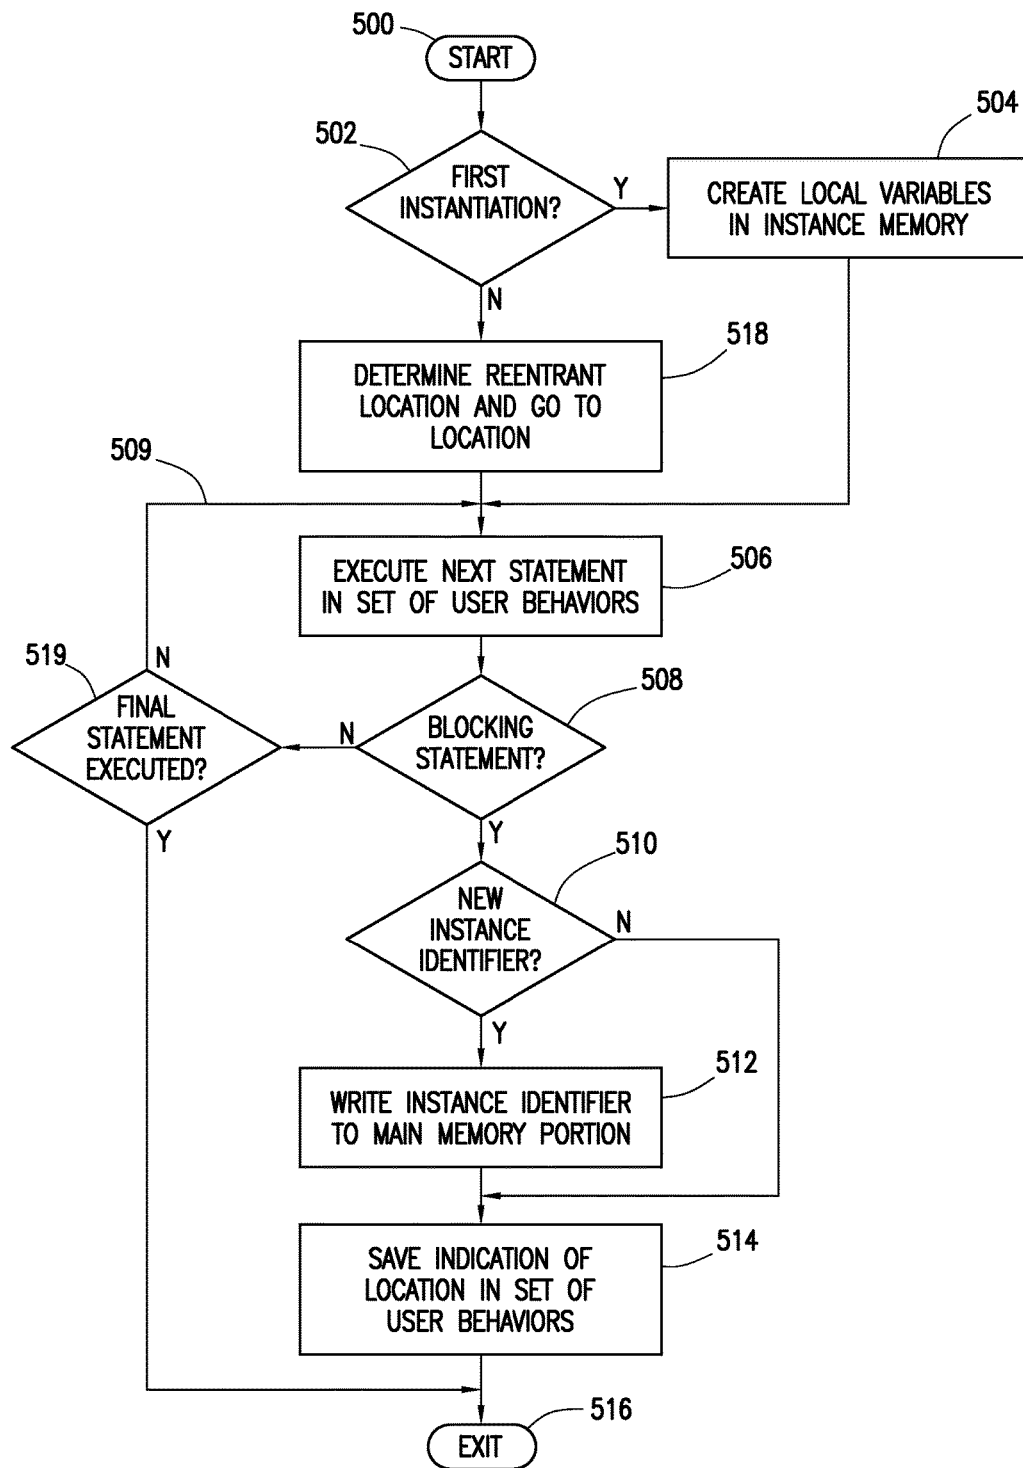 500
START
502
FIRST
INSTANTIATION?
Y
504
CREATE LOCAL VARIABLES
IN INSTANCE MEMORY
N
518
DETERMINE REENTRANT
LOCATION AND GO TO
LOCATION
509
506
EXECUTE NEXT STATEMENT
IN SET OF USER BEHAVIORS
519
N
FINAL
STATEMENT
EXECUTED?
Y
N
508
BLOCKING
STATEMENT?
Y
510
NEW
INSTANCE
IDENTIFIER?
N
Y
512
WRITE INSTANCE IDENTIFIER
TO MAIN MEMORY PORTION
514
SAVE INDICATION OF
LOCATION IN SET OF
USER BEHAVIORS
516
EXIT